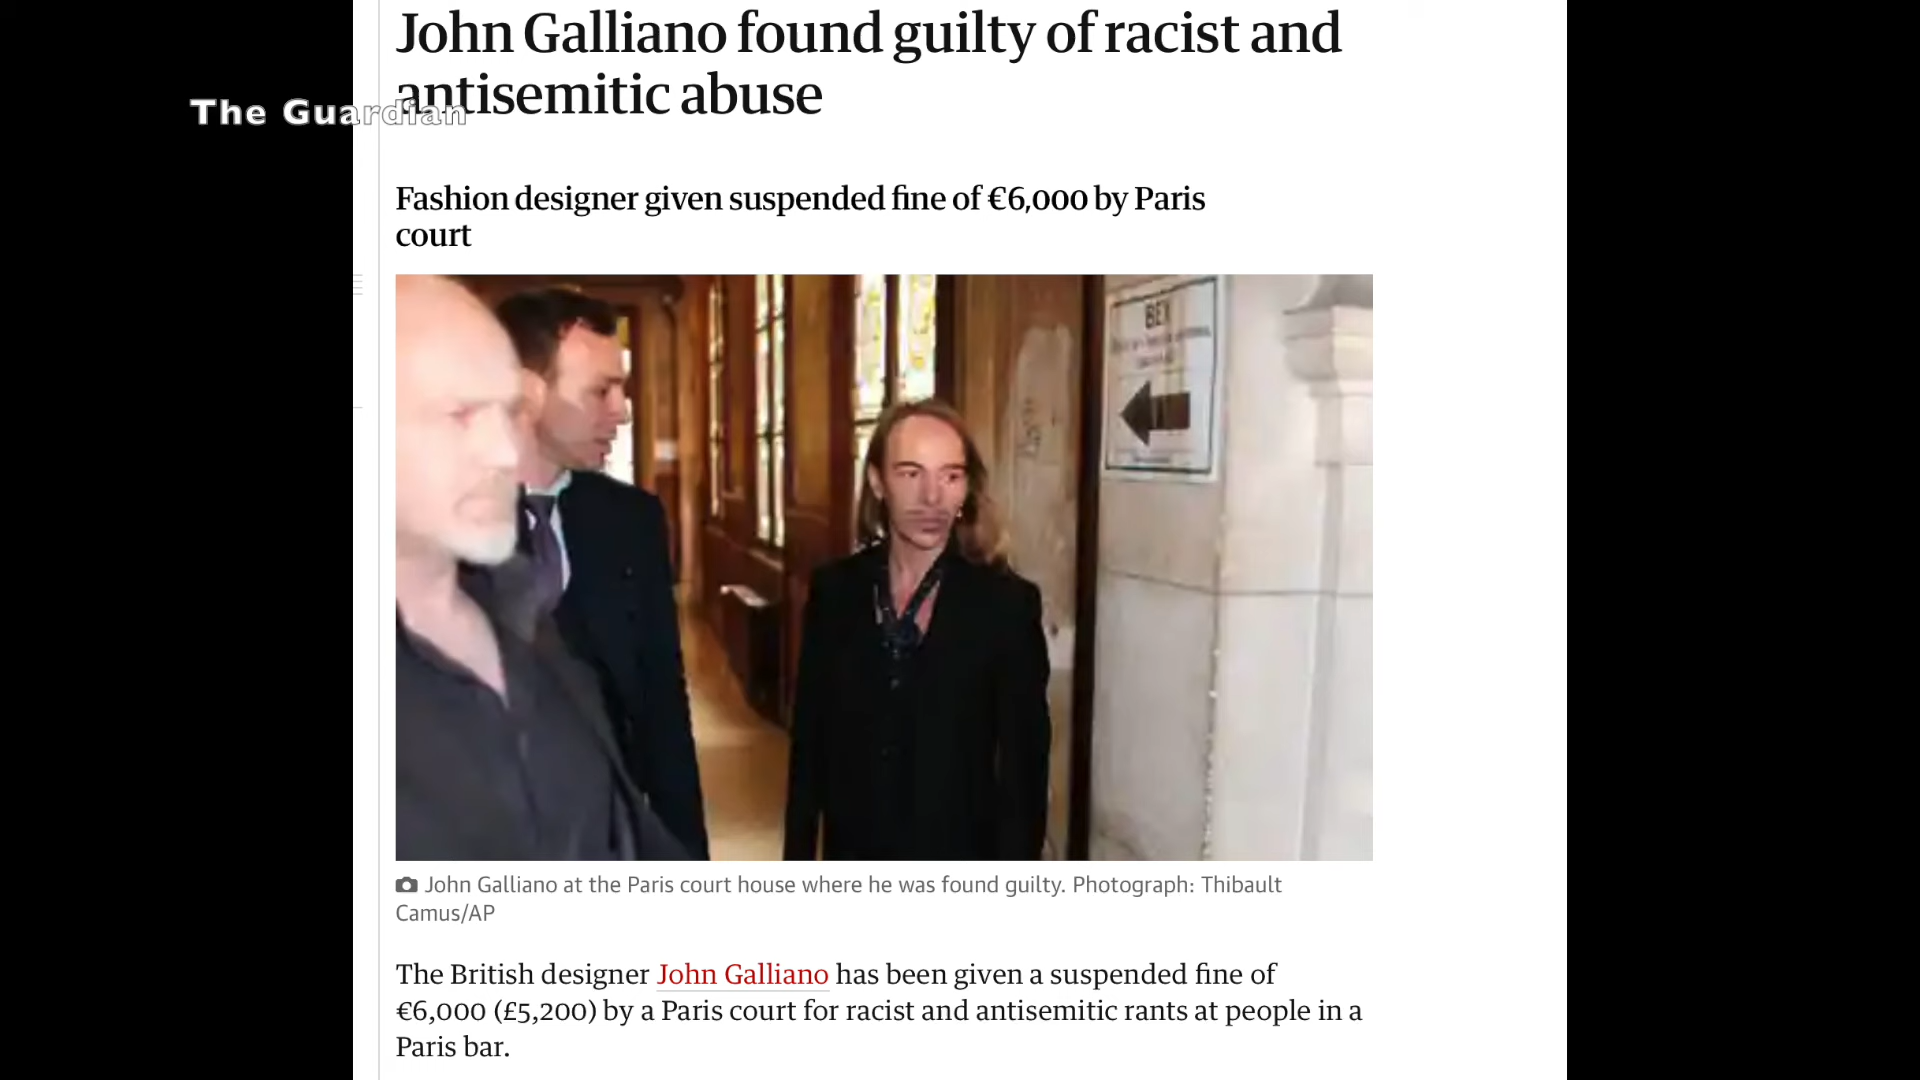 John Galliano found guilty of racist and
antisemitic abuse
The Guardian
Fashion designer given suspended fine of €6,000 by Paris
court
BEX
John Galliano at the Paris court house where he was found guilty. Photograph: Thibault
Camus/AP
The British designer John Galliano has been given a suspended fine of
€6,000 (£5,200) by a Paris court for racist and antisemitic rants at people in a
Paris bar.